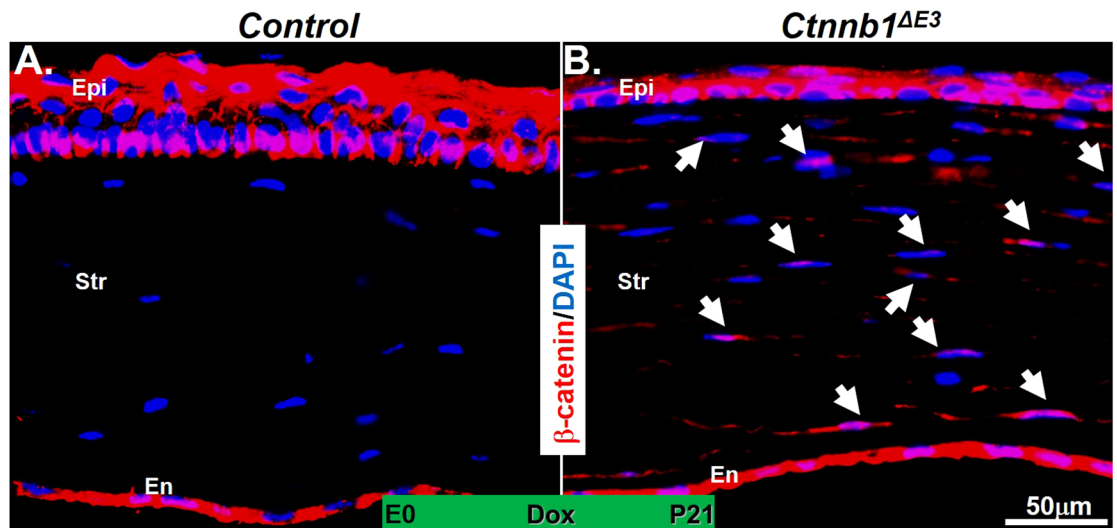 Control
Ctnnb1ΔE3
A.
B.
Epi
Epi
Str
Str
En
En
β-catenin/DAPI
E0 Dox P21
50μm